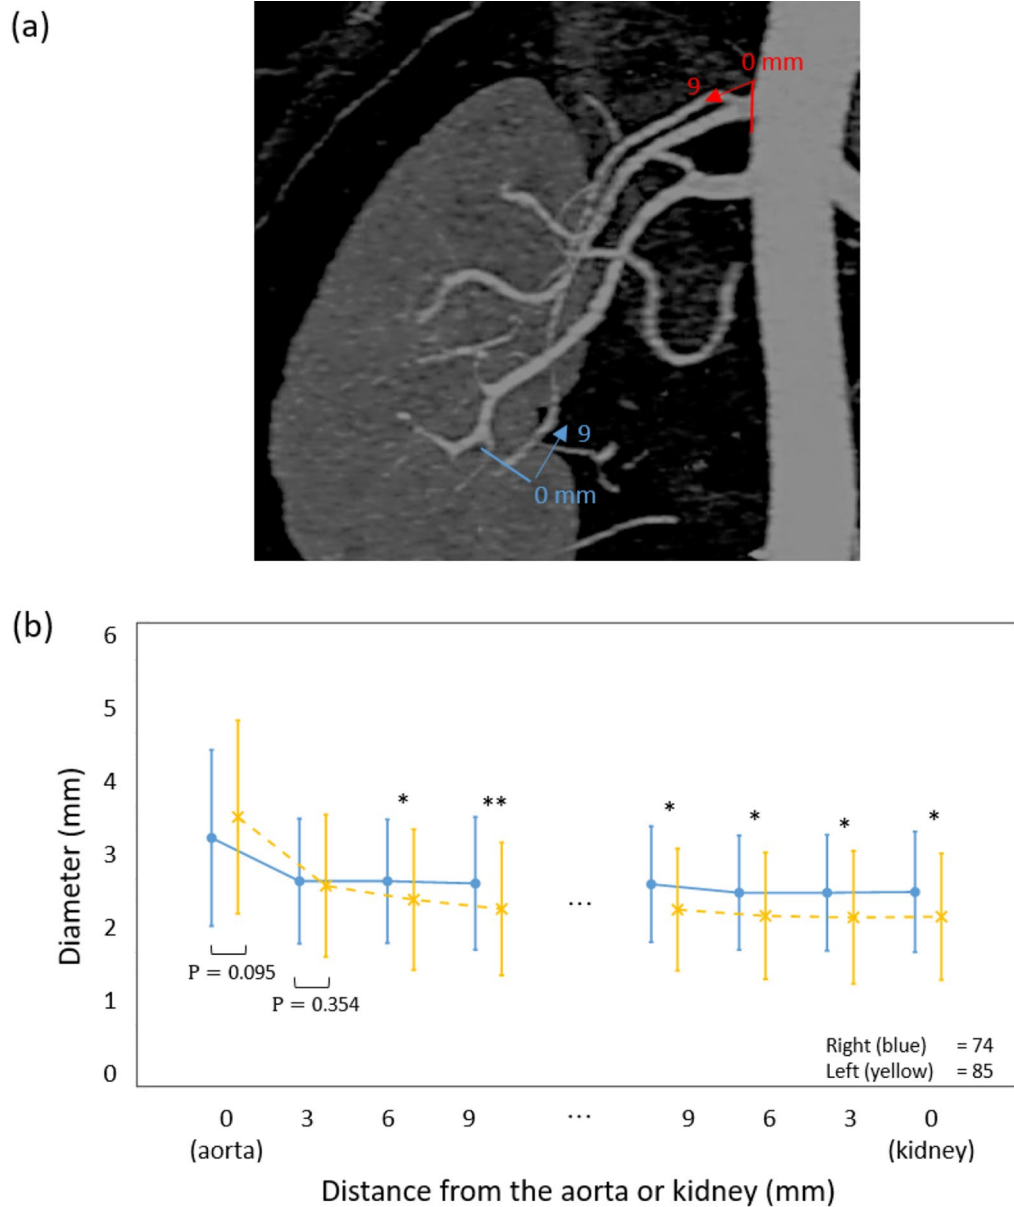 (a)
0 mm
9
9
0 mm
(b)
6
5
4
3
2
1
0
Diameter (mm)
* ** * * * *
...
P = 0.095
P = 0.354
Right (blue) = 74
Left (yellow) = 85
0 3 6 9 ... 9 6 3 0
(aorta) (kidney)
Distance from the aorta or kidney (mm)